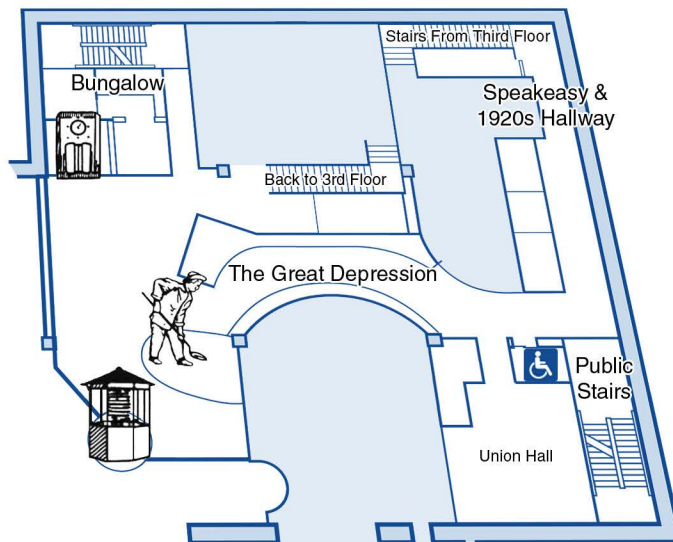 Stairs From Third Floor
Bungalow
Speakeasy &
1920s Hallway
Back to 3rd Floor
The Great Depression
Public
Stairs
Union Hall